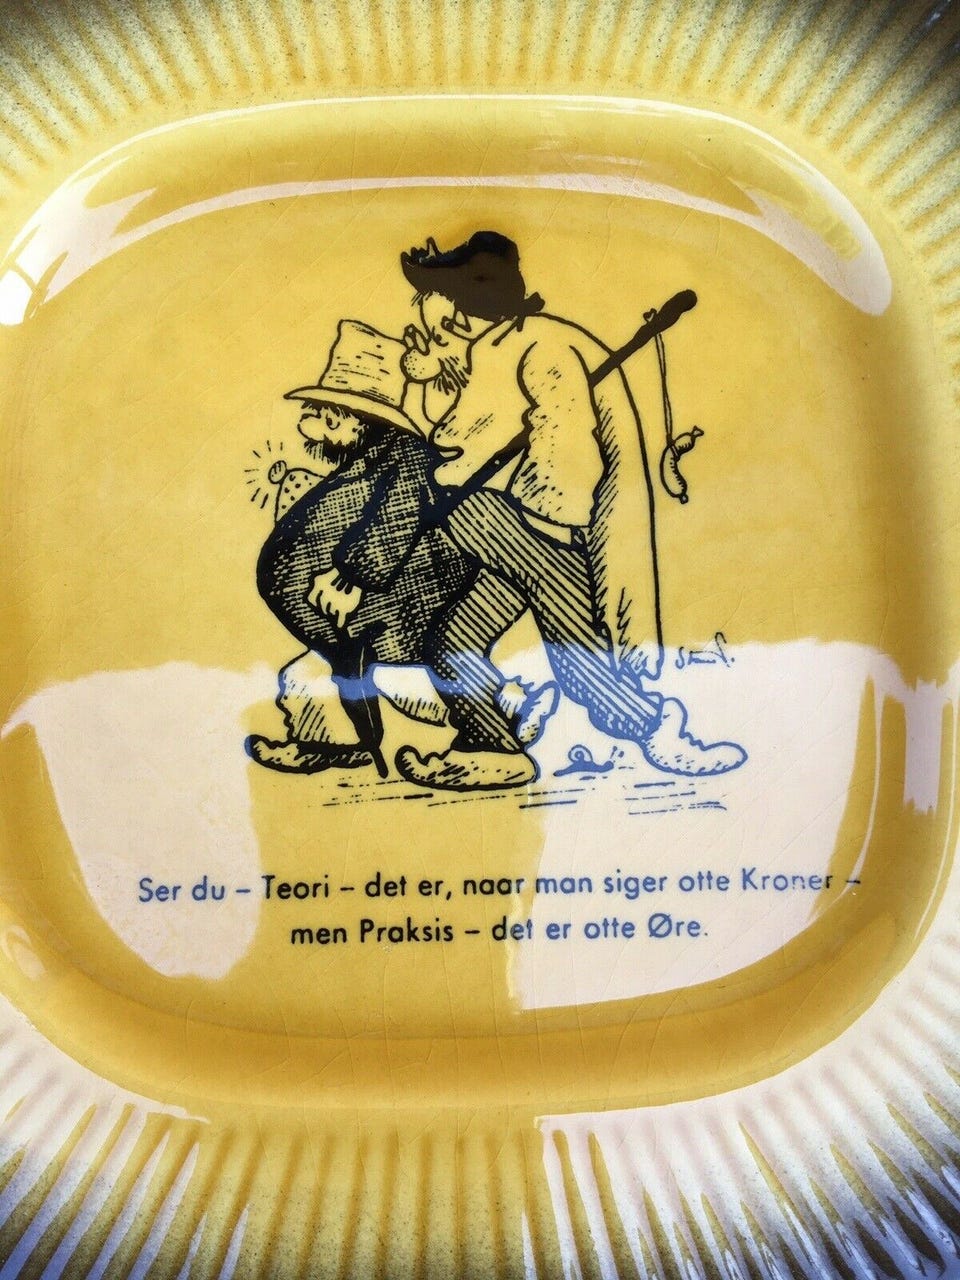 Ser du – Teori – det er, naar man siger otte Kroner –
men Praksis – det er otte Øre.